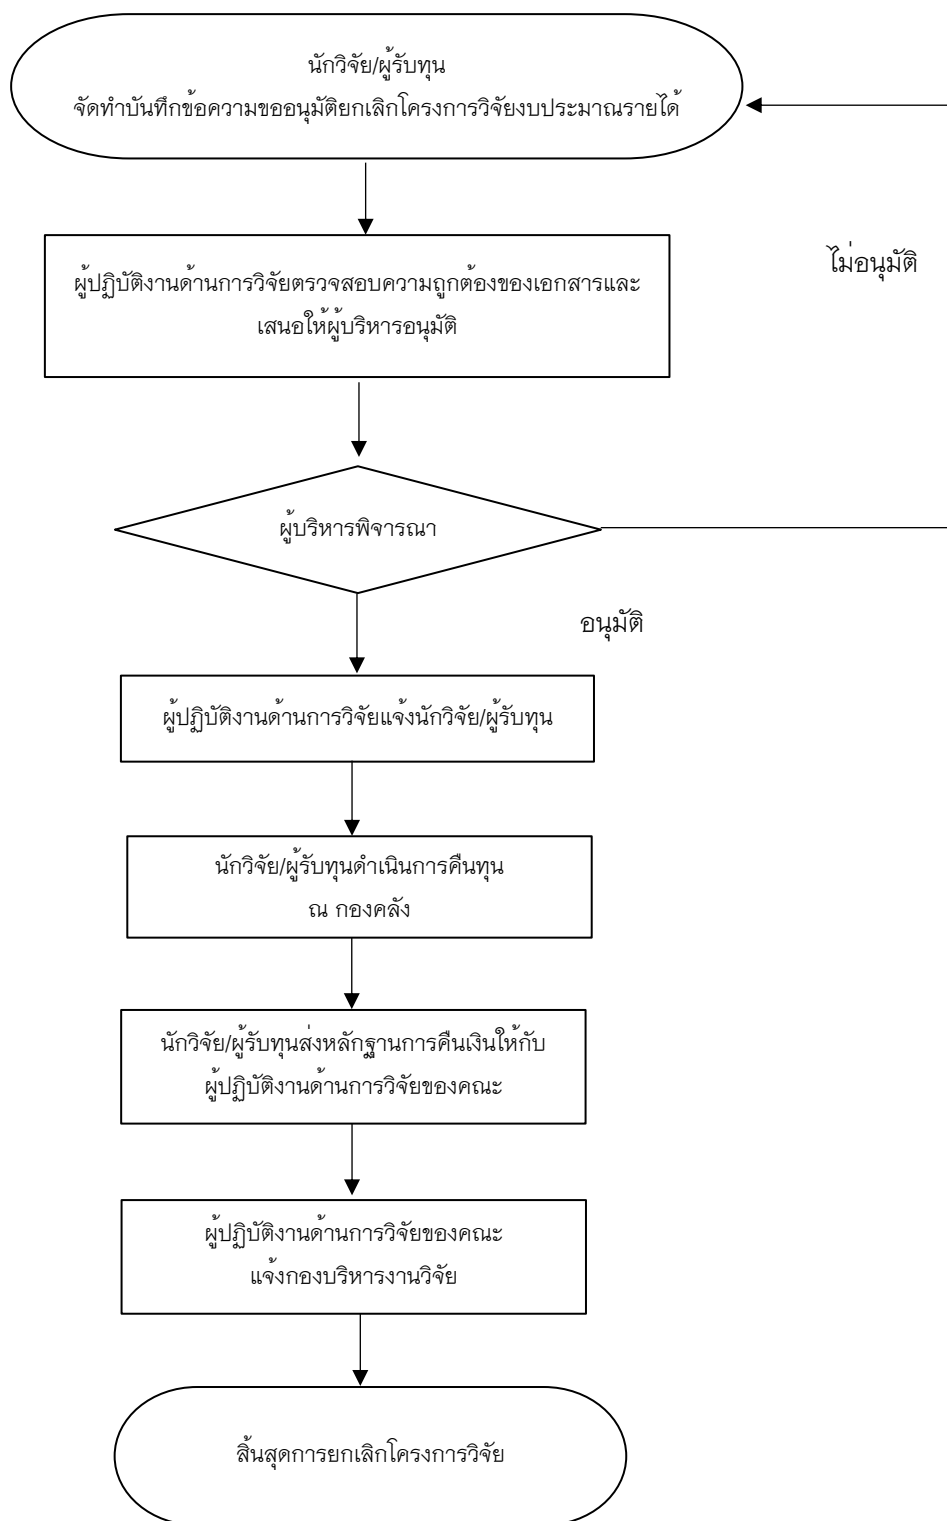 นักวิจัย/ผู้รับทุน
จัดทำบันทึกข้อความขออนุมัติยกเลิกโครงการวิจัยงบประมาณรายได้
ไม่อนุมัติ
ผู้ปฏิบัติงานด้านการวิจัยตรวจสอบความถูกต้องของเอกสารและ
เสนอให้ผู้บริหารอนุมัติ
ผู้บริหารพิจารณา
อนุมัติ
ผู้ปฏิบัติงานด้านการวิจัยแจ้งนักวิจัย/ผู้รับทุน
นักวิจัย/ผู้รับทุนดำเนินการคืนทุน
ณ กองคลัง
นักวิจัย/ผู้รับทุนส่งหลักฐานการคืนเงินให้กับ
ผู้ปฏิบัติงานด้านการวิจัยของคณะ
ผู้ปฏิบัติงานด้านการวิจัยของคณะ
แจ้งกองบริหารงานวิจัย
สิ้นสุดการยกเลิกโครงการวิจัย